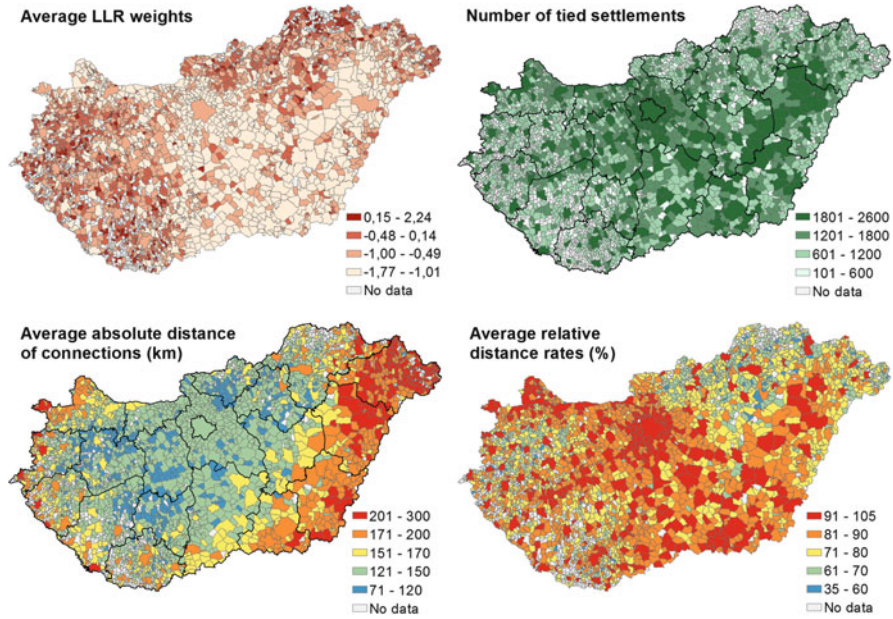 Average LLR weights
0,15 - 2,24
-0,48 - 0,14
-1,00 - -0,49
-1,77 - -1,01
No data
Number of tied settlements
1801 - 2600
1201 - 1800
601 - 1200
101 - 600
No data
Average absolute distance
of connections (km)
201 - 300
171 - 200
151 - 170
121 - 150
71 - 120
No data
Average relative
distance rates (%)
91 - 105
81 - 90
71 - 80
61 - 70
35 - 60
No data